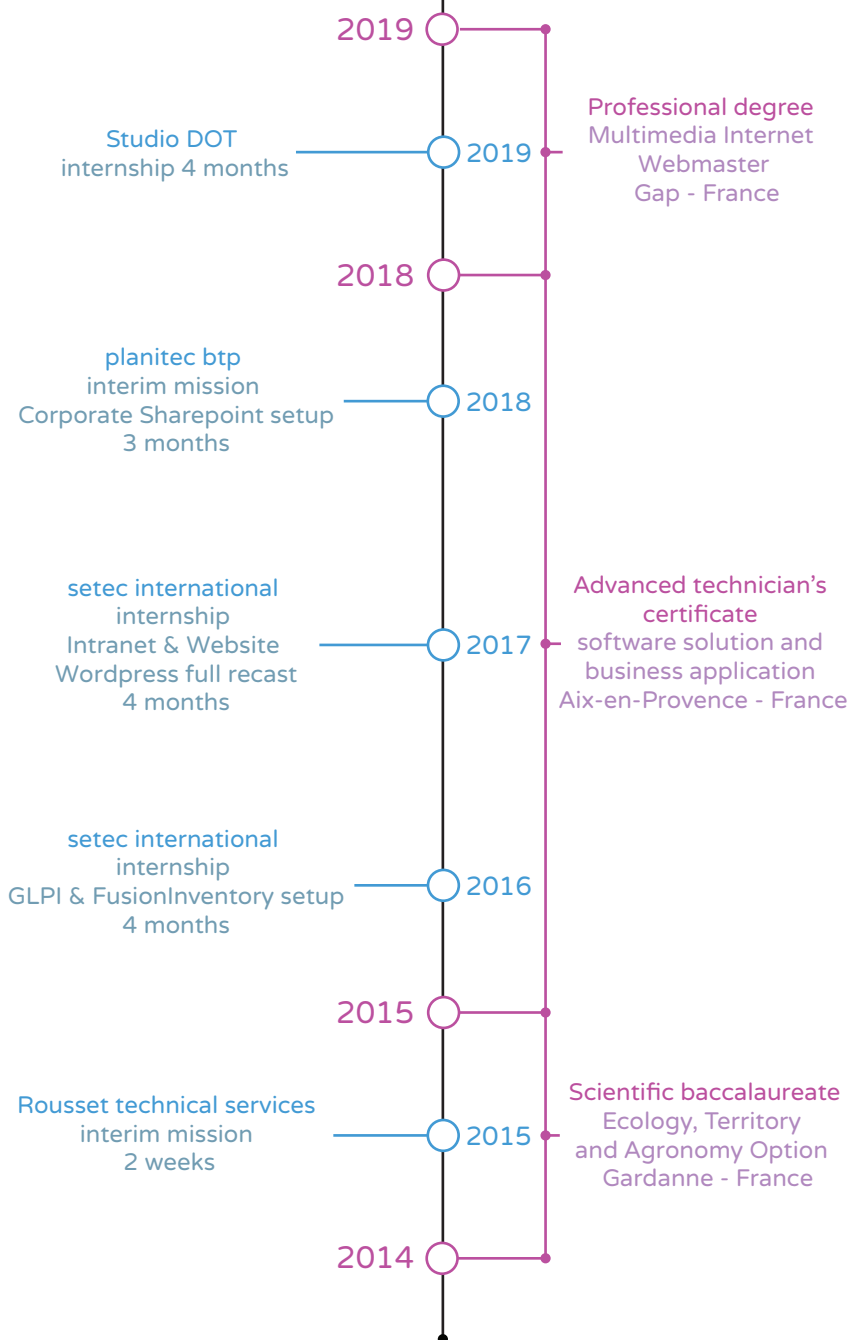 2019
Studio DOT
internship 4 months
2019
Professional degree
Multimedia Internet
Webmaster
Gap - France
2018
planitec btp
interim mission
Corporate Sharepoint setup
3 months
2018
setec international
internship
Intranet & Website
Wordpress full recast
4 months
2017
Advanced technician’s
certificate
software solution and
business application
Aix-en-Provence - France
setec international
internship
GLPI & FusionInventory setup
4 months
2016
2015
Rousset technical services
interim mission
2 weeks
2015
Scientific baccalaureate
Ecology, Territory
and Agronomy Option
Gardanne - France
2014